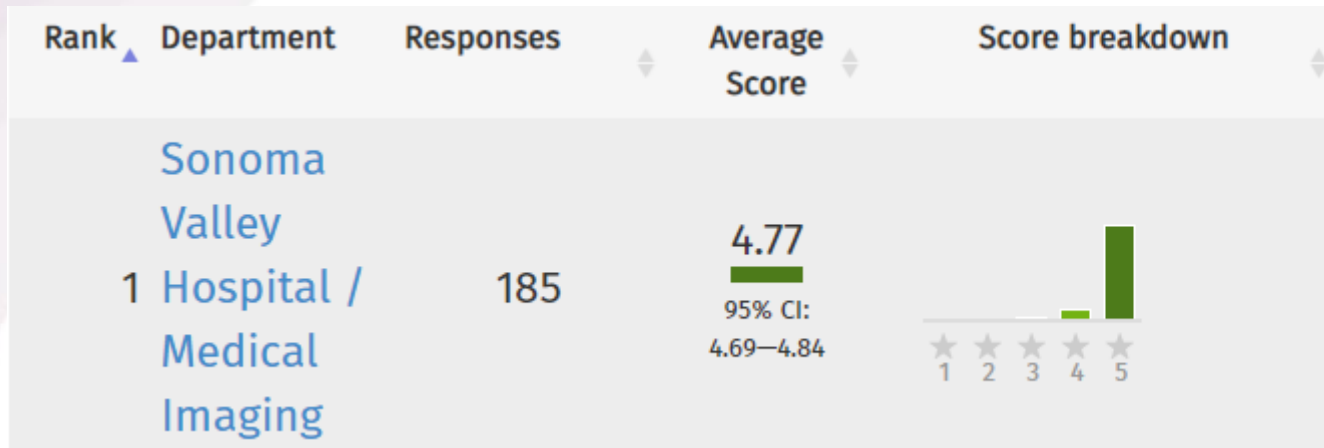 Rank Department Responses Average Score breakdown
Score
Sonoma
Valley
1 Hospital / 185
Medical
Imaging
4.77
95% CI:
4.69—4.84
1 2 3 4 5